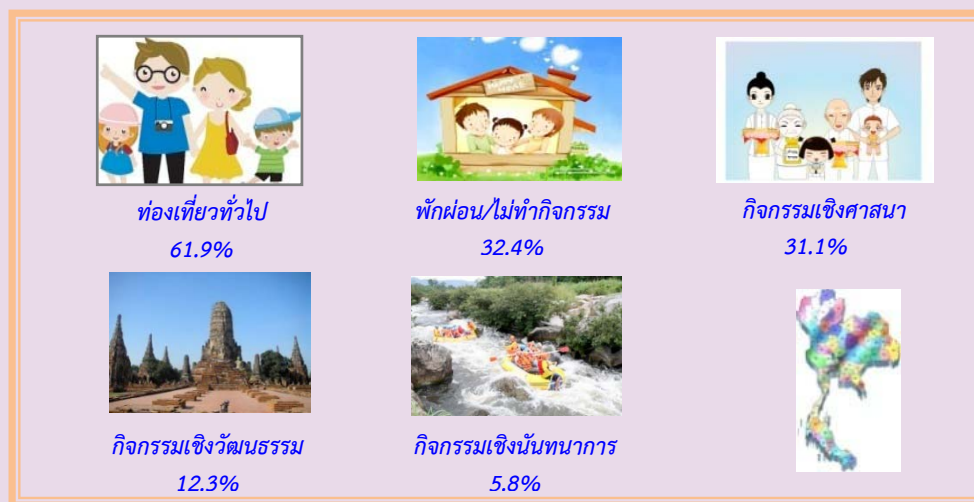 ท่องเที่ยวทั่วไป
61.9%
พักผ่อน/ไม่ทำกิจกรรม
32.4%
กิจกรรมเชิงศาสนา
31.1%
กิจกรรมเชิงวัฒนธรรม
12.3%
กิจกรรมเชิงนันทนาการ
5.8%